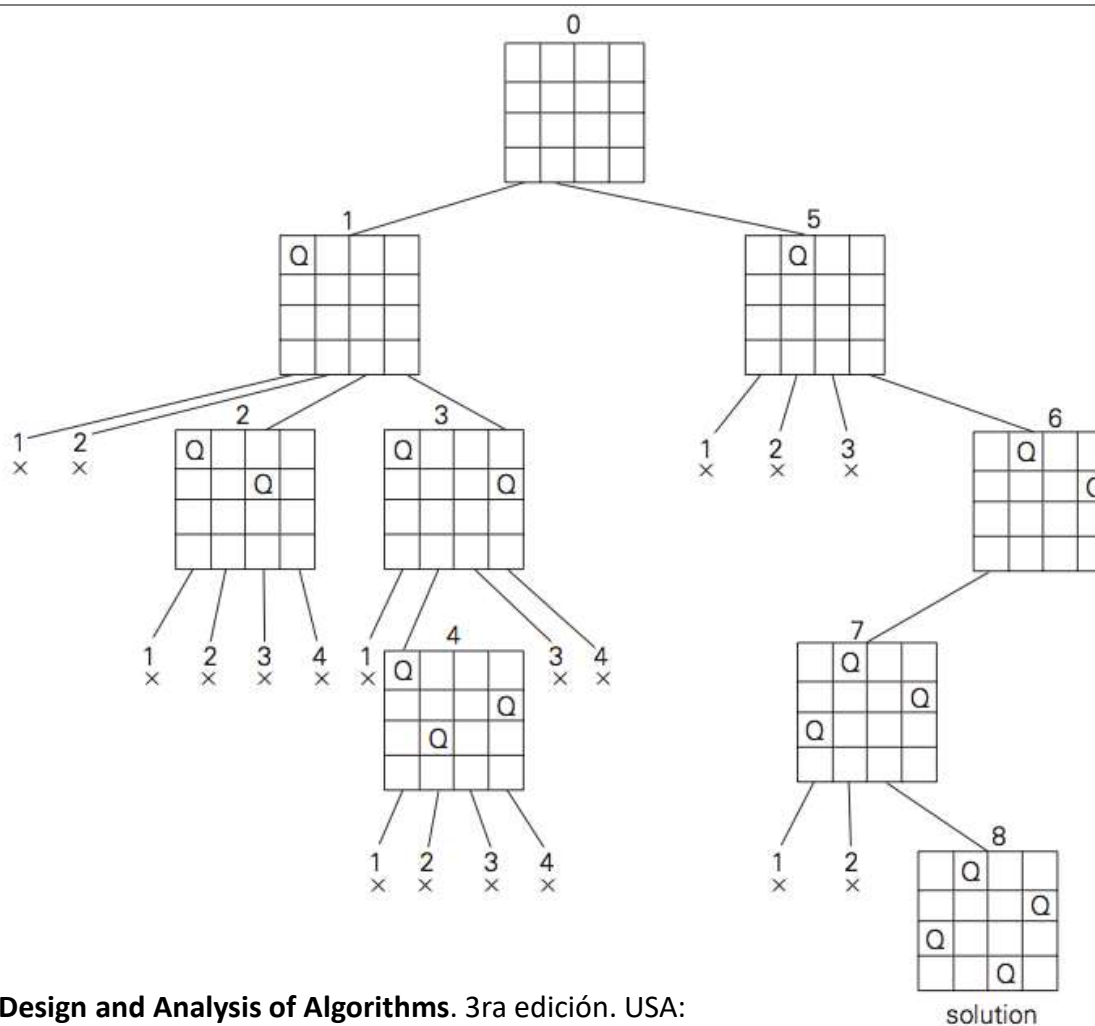 0
1 5
Q Q
1 2 2 3 1 2 3 6
× × Q Q × × × Q
Q Q
1 2 3 4 1 4 3 4 7
× × × × × Q × × Q
Q Q
Q Q
1 2 3 4 1 2 8
× × × × × × Q
Q
Q
Q
Design and Analysis of Algorithms. 3ra edición. USA:
solution